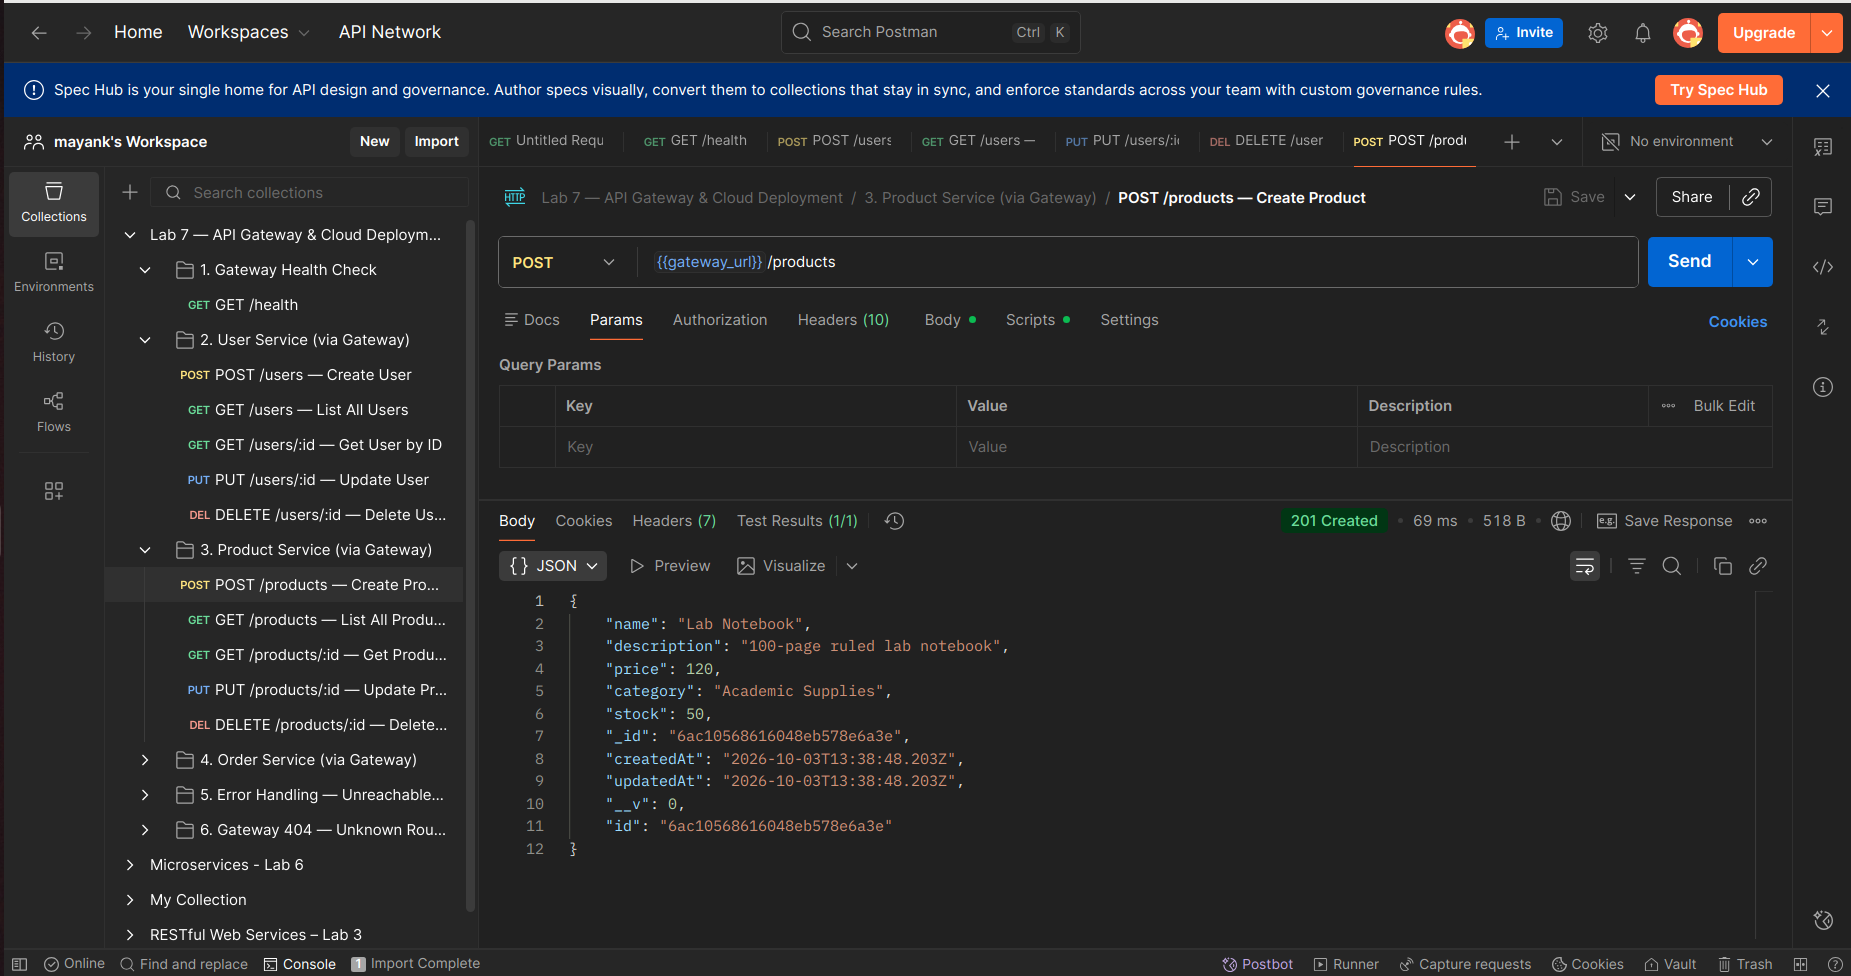 Home Workspaces API Network Search Postman Ctrl K Invite Upgrade
Spec Hub is your single home for API design and governance. Author specs visually, convert them to collections that stay in sync, and enforce standards across your team with custom governance rules. Try Spec Hub
mayank's Workspace New Import
GET Untitled Requ GET GET /health POST POST /users GET GET /users — PUT PUT /users/:i DEL DELETE /user POST POST /prod No environment
Collections
Environments
History
Flows
Search collections
Lab 7 — API Gateway & Cloud Deploym...
1. Gateway Health Check
GET GET /health
2. User Service (via Gateway)
POST POST /users — Create User
GET GET /users — List All Users
GET GET /users/:id — Get User by ID
PUT PUT /users/:id — Update User
DEL DELETE /users/:id — Delete Us...
3. Product Service (via Gateway)
POST POST /products — Create Pro...
GET GET /products — List All Produ...
GET GET /products/:id — Get Produ...
PUT PUT /products/:id — Update Pr...
DEL DELETE /products/:id — Delete...
4. Order Service (via Gateway)
5. Error Handling — Unreachable...
6. Gateway 404 — Unknown Rou...
Microservices - Lab 6
My Collection
RESTful Web Services – Lab 3
HTTP Lab 7 — API Gateway & Cloud Deployment / 3. Product Service (via Gateway) / POST /products — Create Product Save Share
POST {{gateway_url}} /products Send
Docs Params Authorization Headers (10) Body Scripts Settings Cookies
Query Params
Key Value Description Bulk Edit
Key Value Description
Body Cookies Headers (7) Test Results (1/1) 201 Created 69 ms 518 B e.g. Save Response
{} JSON Preview Visualize
1 {
2 "name": "Lab Notebook",
3 "description": "100-page ruled lab notebook",
4 "price": 120,
5 "category": "Academic Supplies",
6 "stock": 50,
7 "_id": "6ac10568616048eb578e6a3e",
8 "createdAt": "2026-10-03T13:38:48.203Z",
9 "updatedAt": "2026-10-03T13:38:48.203Z",
10 "__v": 0,
11 "id": "6ac10568616048eb578e6a3e"
12 }
Online Find and replace Console 1 Import Complete Postbot Runner Capture requests Cookies Vault Trash